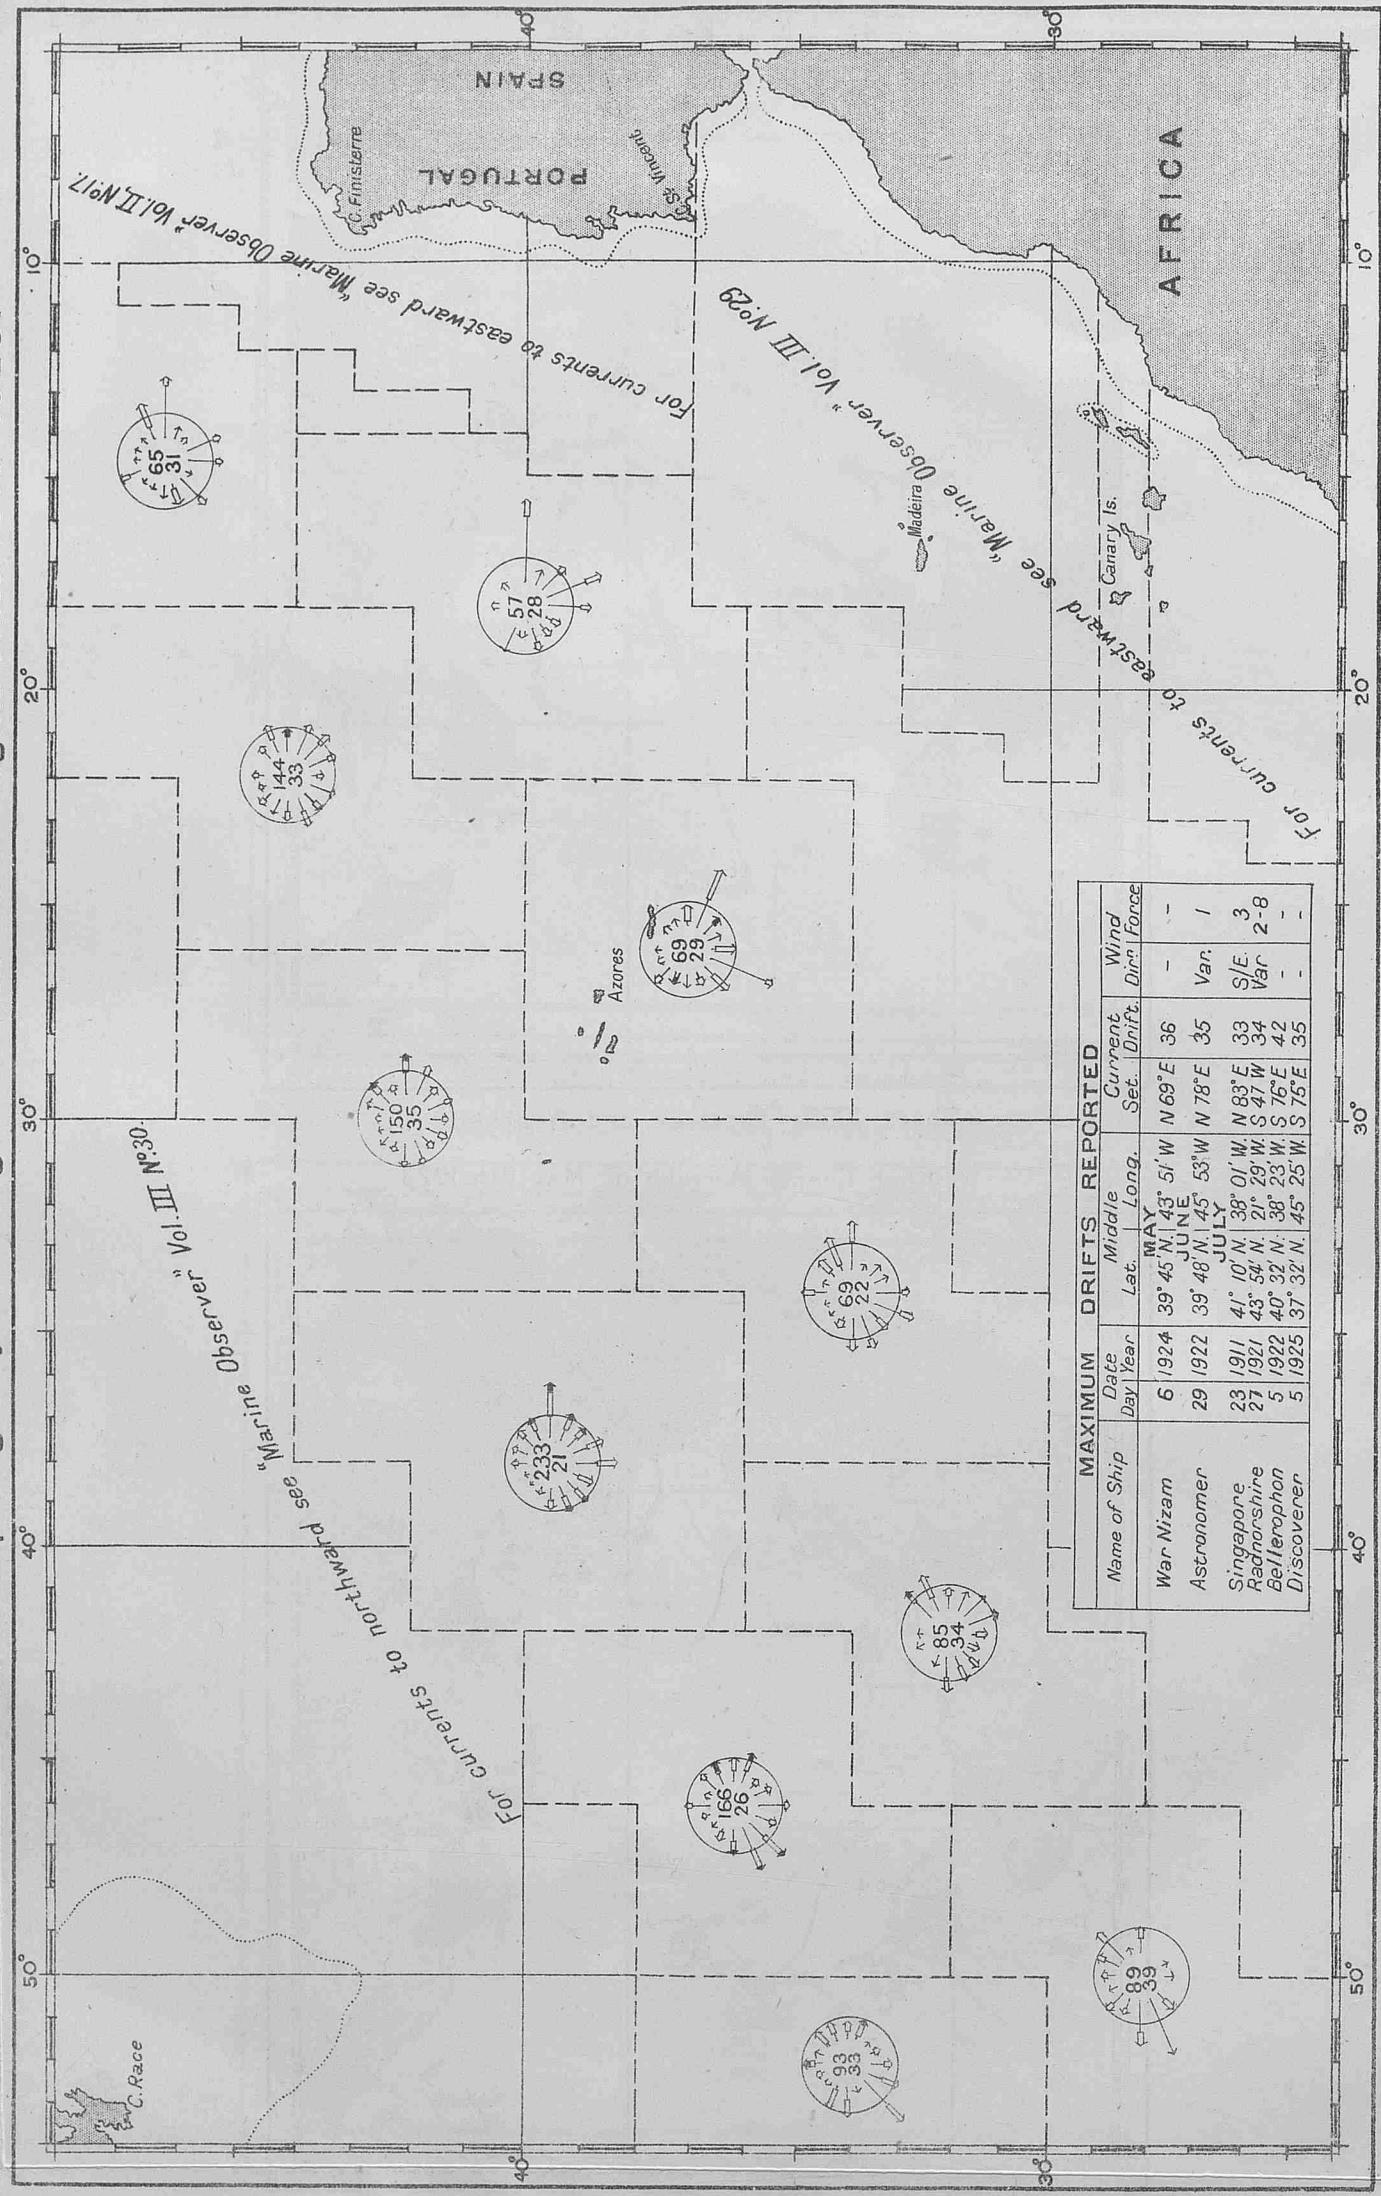 50°
40°
30°
20°
10°
C. Race
For currents to northward see "Marine Observer" Vol. III Nº 30.
For currents to eastward see "Marine Observer" Vol. II, Nº 17.
C. Finisterre
SPAIN
PORTUGAL
C. St. Vincent
65
31
144
33
150
35
57
28
40°
40°
233
21
Azores
69
29
166
26
For currents to eastward see "Marine Observer" Vol. III Nº 29
Madeira
93
33
85
34
69
22
89
39
30°
30°
Canary Is.
AFRICA
MAXIMUM DRIFTS REPORTED
Name of Ship Date Middle Current Wind
Day Year Lat. Long. Set. Drift. Dirn Force
MAY
War Nizam 6 1924 39° 45' N. 43° 51' W N 69° E 36 - -
JUNE
Astronomer 29 1922 39° 48' N. 45° 53' W N 78° E 35 Var. 1
JULY
Singapore 23 1911 41° 10' N. 38° 01' W. N 83° E 33 S/E. 3
Radnorshire 27 1921 43° 54' N. 21° 29' W. S 47 W 34 Var 2-8
Bellerophon 5 1922 40° 32' N. 38° 23' W. S 76° E 42 - -
Discoverer 5 1925 37° 32' N. 45° 25' W. S 75° E 35 - -
50°
40°
30°
20°
10°